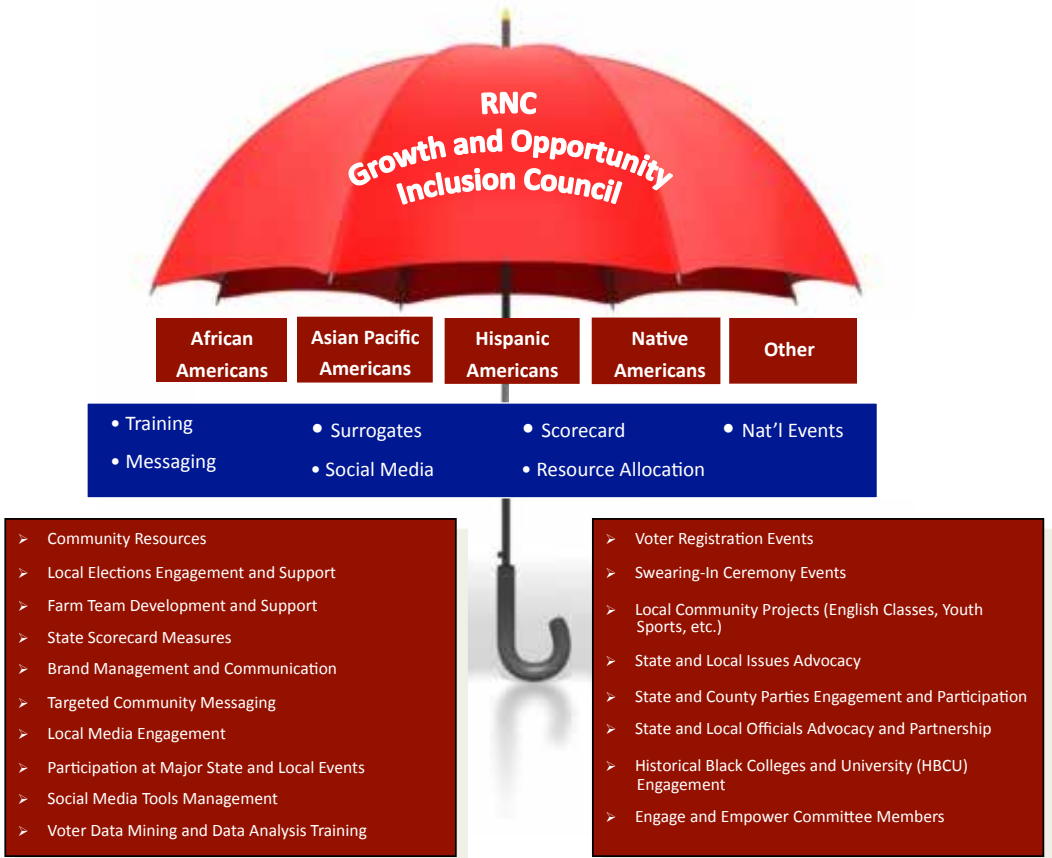 RNC
Growth and Opportunity
Inclusion Council
African
Americans
Asian Pacific
Americans
Hispanic
Americans
Native
Americans
Other
• Training
• Messaging
• Surrogates
• Social Media
• Scorecard
• Resource Allocation
• Nat’l Events
➢ Community Resources
➢ Local Elections Engagement and Support
➢ Farm Team Development and Support
➢ State Scorecard Measures
➢ Brand Management and Communication
➢ Targeted Community Messaging
➢ Local Media Engagement
➢ Participation at Major State and Local Events
➢ Social Media Tools Management
➢ Voter Data Mining and Data Analysis Training
➢ Voter Registration Events
➢ Swearing-In Ceremony Events
➢ Local Community Projects (English Classes, Youth
Sports, etc.)
➢ State and Local Issues Advocacy
➢ State and County Parties Engagement and Participation
➢ State and Local Officials Advocacy and Partnership
➢ Historical Black Colleges and University (HBCU)
Engagement
➢ Engage and Empower Committee Members